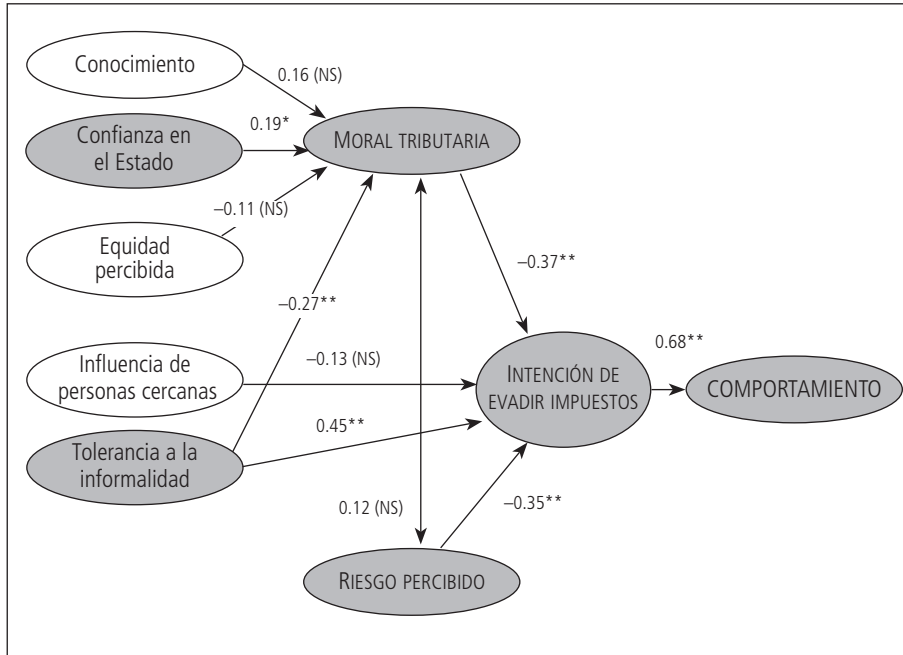 Conocimiento
0.16 (NS)
Confianza en
el Estado
0.19*
MORAL TRIBUTARIA
−0.11 (NS)
Equidad
percibida
−0.27**
−0.37**
Influencia de
personas cercanas
−0.13 (NS)
INTENCIÓN DE
EVADIR IMPUESTOS
0.68**
COMPORTAMIENTO
0.45**
Tolerancia a la
informalidad
0.12 (NS)
−0.35**
RIESGO PERCIBIDO